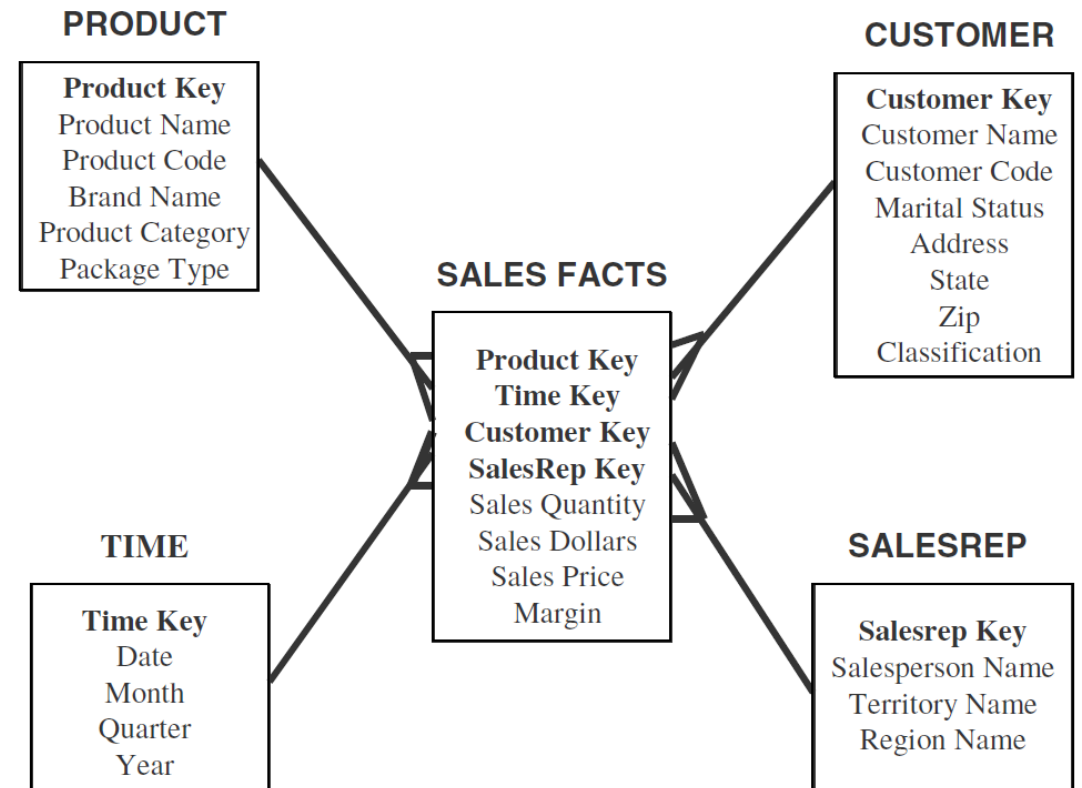 PRODUCT
Product Key
Product Name
Product Code
Brand Name
Product Category
Package Type
CUSTOMER
Customer Key
Customer Name
Customer Code
Marital Status
Address
State
Zip
Classification
SALES FACTS
Product Key
Time Key
Customer Key
SalesRep Key
Sales Quantity
Sales Dollars
Sales Price
Margin
TIME
Time Key
Date
Month
Quarter
Year
SALESREP
Salesrep Key
Salesperson Name
Territory Name
Region Name